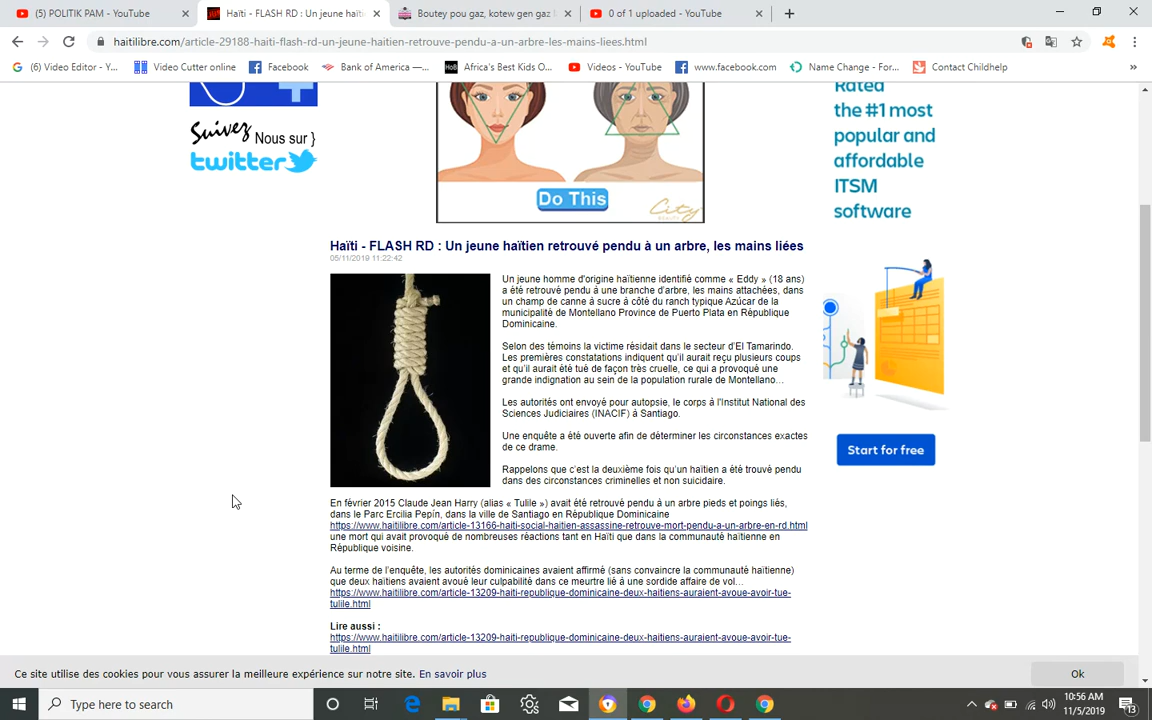 (5) POLITIK PAM - YouTube
Haïti - FLASH RD : Un jeune haïti
Boutey pou gaz, kotew gen gaz
0 of 1 uploaded - YouTube
haitilibre.com/article-29188-haiti-flash-rd-un-jeune-haitien-retrouve-pendu-a-un-arbre-les-mains-liees.html
(6) Video Editor - Y...
Video Cutter online
Facebook
Bank of America —...
HoB
Africa's Best Kids O...
Videos - YouTube
www.facebook.com
Name Change - For...
Contact Childhelp
Suivez Nous sur }
twitter
Do This
City
Rated
the #1 most
popular and
affordable
ITSM
software
Start for free
Haïti - FLASH RD : Un jeune haïtien retrouvé pendu à un arbre, les mains liées
05/11/2019 11:22:42
Un jeune homme d'origine haïtienne identifié comme « Eddy » (18 ans)
a été retrouvé pendu á une branche d'arbre, les mains attachées, dans
un champ de canne á sucre á côté du ranch typique Azúcar de la
municipalité de Montellano Province de Puerto Plata en République
Dominicaine.
Selon des témoins la victime résidait dans le secteur d'El Tamarindo.
Les premières constatations indiquent qu'il aurait reçu plusieurs coups
et qu'il aurait été tué de façon très cruelle, ce qui a provoqué une
grande indignation au sein de la population rurale de Montellano...
Les autorités ont envoyé pour autopsie, le corps á l'Institut National des
Sciences Judiciaires (INACIF) á Santiago.
Une enquête a été ouverte afin de déterminer les circonstances exactes
de ce drame.
Rappelons que c'est la deuxième fois qu'un haïtien a été trouvé pendu
dans des circonstances criminelles et non suicidaire.
En février 2015 Claude Jean Harry (alias « Tulile ») avait été retrouvé pendu á un arbre pieds et poings liés,
dans le Parc Ercilia Pepín, dans la ville de Santiago en République Dominicaine
https://www.haitilibre.com/article-13166-haiti-social-haitien-assassine-retrouve-mort-pendu-a-un-arbre-en-rd.html
une mort qui avait provoqué de nombreuses réactions tant en Haïti que dans la communauté haïtienne en
République voisine.
Au terme de l'enquête, les autorités dominicaines avaient affirmé (sans convaincre la communauté haïtienne)
que deux haïtiens avaient avoué leur culpabilité dans ce meurtre lié á une sordide affaire de vol...
https://www.haitilibre.com/article-13209-haiti-republique-dominicaine-deux-haitiens-auraient-avoue-avoir-tue-
tulile.html
Lire aussi :
https://www.haitilibre.com/article-13209-haiti-republique-dominicaine-deux-haitiens-auraient-avoue-avoir-tue-
tulile.html
Ce site utilise des cookies pour vous assurer la meilleure expérience sur notre site. En savoir plus
Ok
Type here to search
10:56 AM
11/5/2019
13